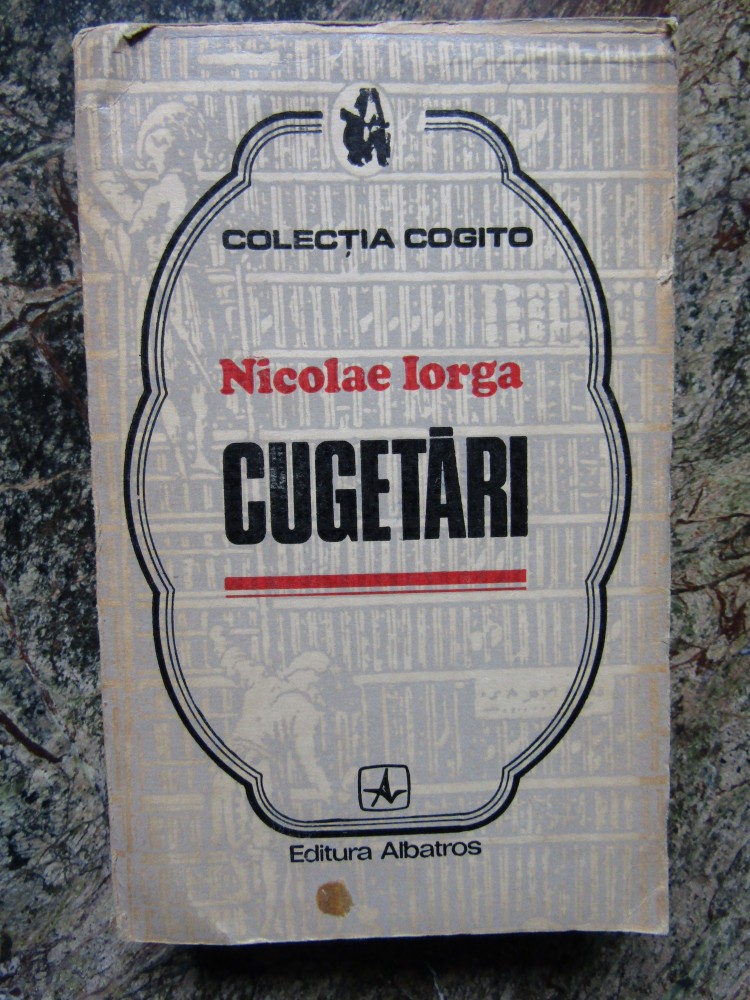 COLECȚIA COGITO
Nicolae Iorga
CUGETĂRI
Editura Albatros